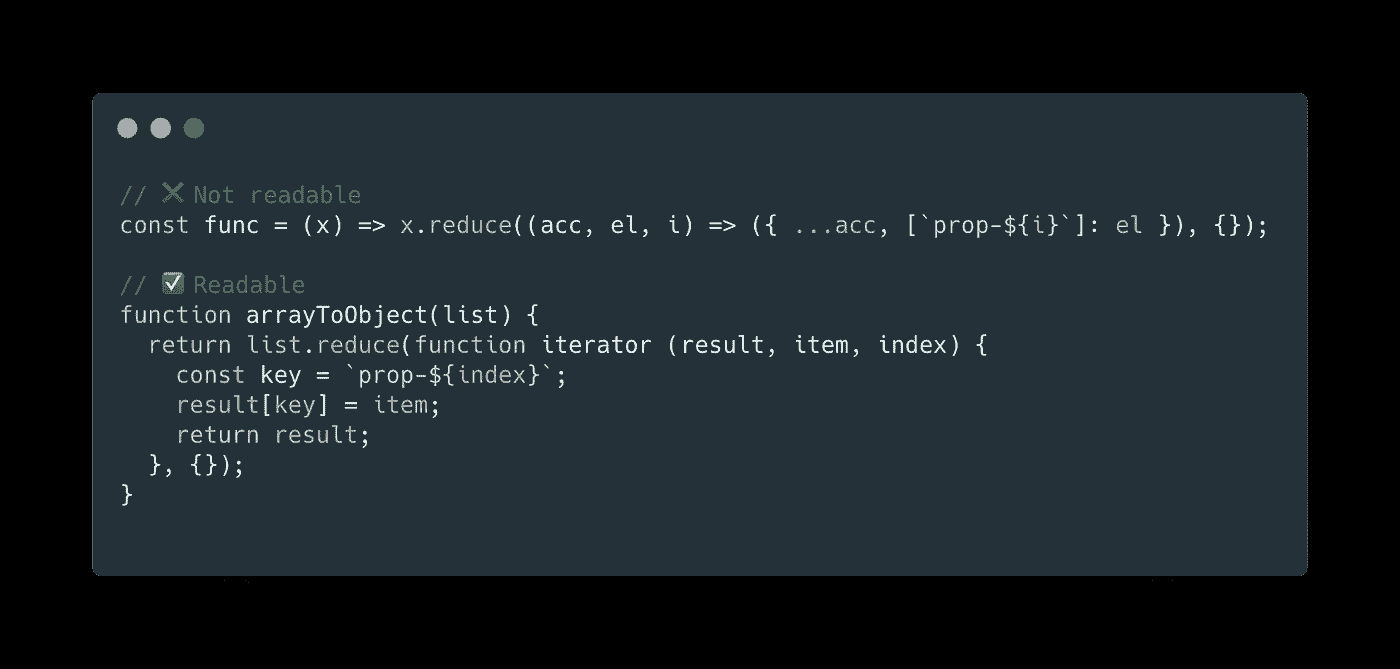 // ❌ Not readable
const func = (x) => x.reduce((acc, el, i) => ({ ...acc, [`prop-${i}`]: el }), {});
// ☑ Readable
function arrayToObject(list) {
  return list.reduce(function iterator (result, item, index) {
    const key = `prop-${index}`;
    result[key] = item;
    return result;
  }, {});
}